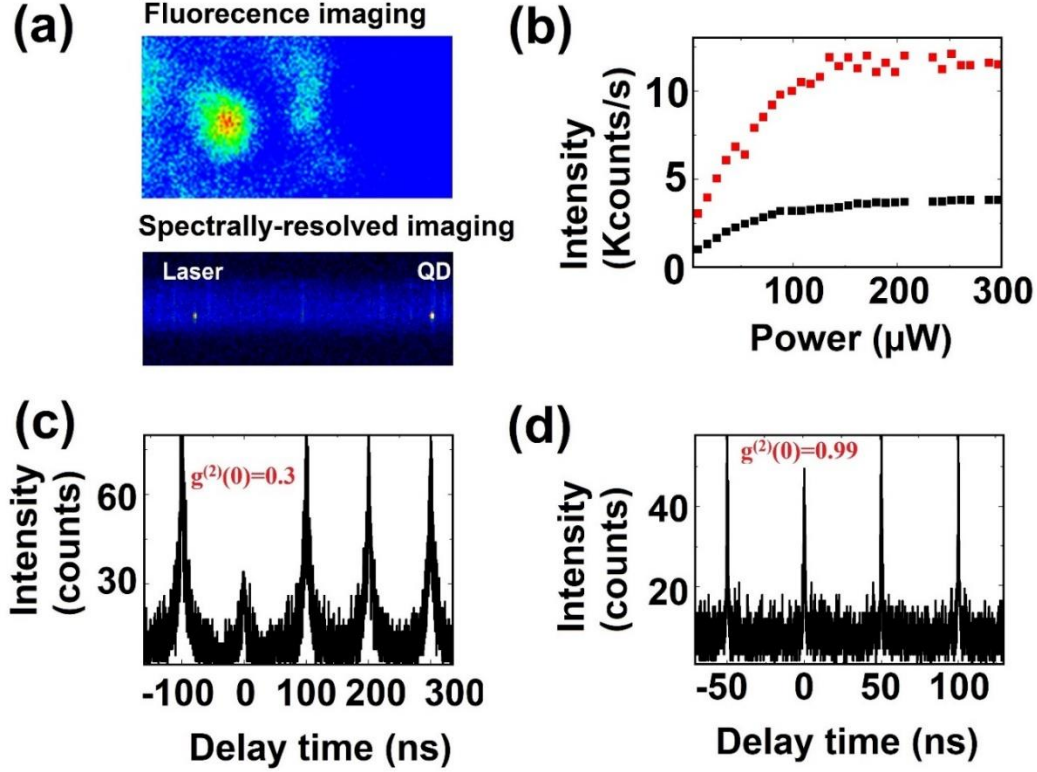 (a)
Fluorecence imaging
Spectrally-resolved imaging
Laser
QD
(b)
Intensity
(Kcounts/s)
10
5
0
100
200
300
Power (µW)
(c)
g(2)(0)=0.3
Intensity
(counts)
60
30
-100
0
100
200
300
Delay time (ns)
(d)
g(2)(0)=0.99
Intensity
(counts)
40
20
-50
0
50
100
Delay time (ns)